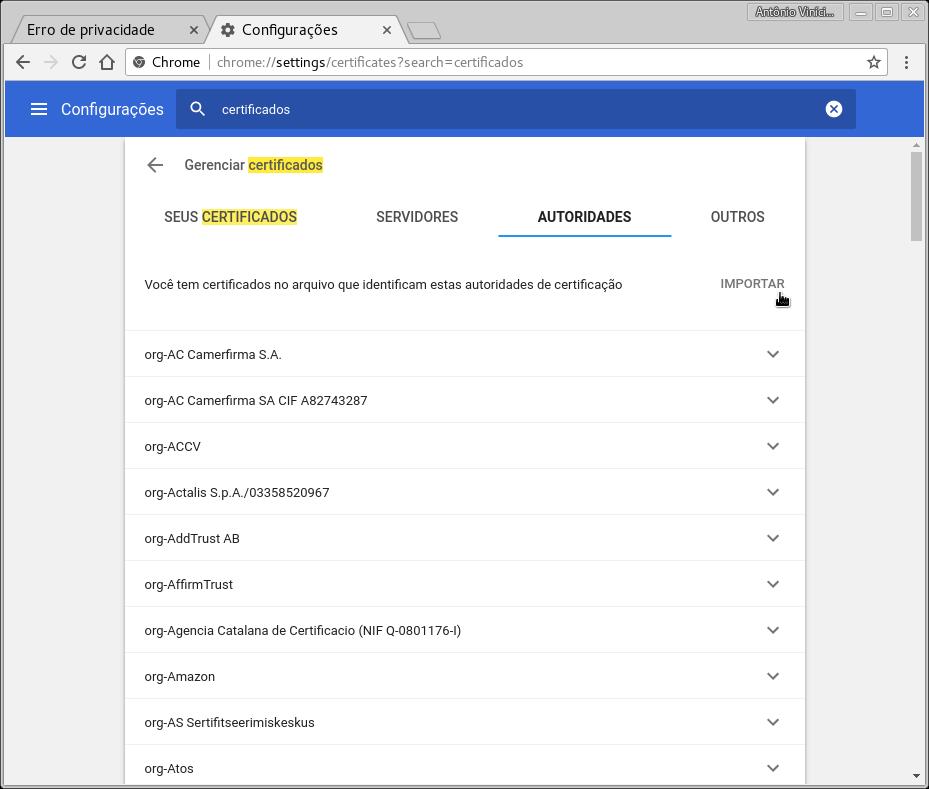 Antônio Viníci...
Erro de privacidade
Configurações
Chrome
chrome://settings/certificates?search=certificados
Configurações
certificados
Gerenciar certificados
SEUS CERTIFICADOS
SERVIDORES
AUTORIDADES
OUTROS
Você tem certificados no arquivo que identificam estas autoridades de certificação
IMPORTAR
org-AC Camerfirma S.A.
org-AC Camerfirma SA CIF A82743287
org-ACCV
org-Actalis S.p.A./03358520967
org-AddTrust AB
org-AffirmTrust
org-Agencia Catalana de Certificacio (NIF Q-0801176-I)
org-Amazon
org-AS Sertifitseerimiskeskus
org-Atos